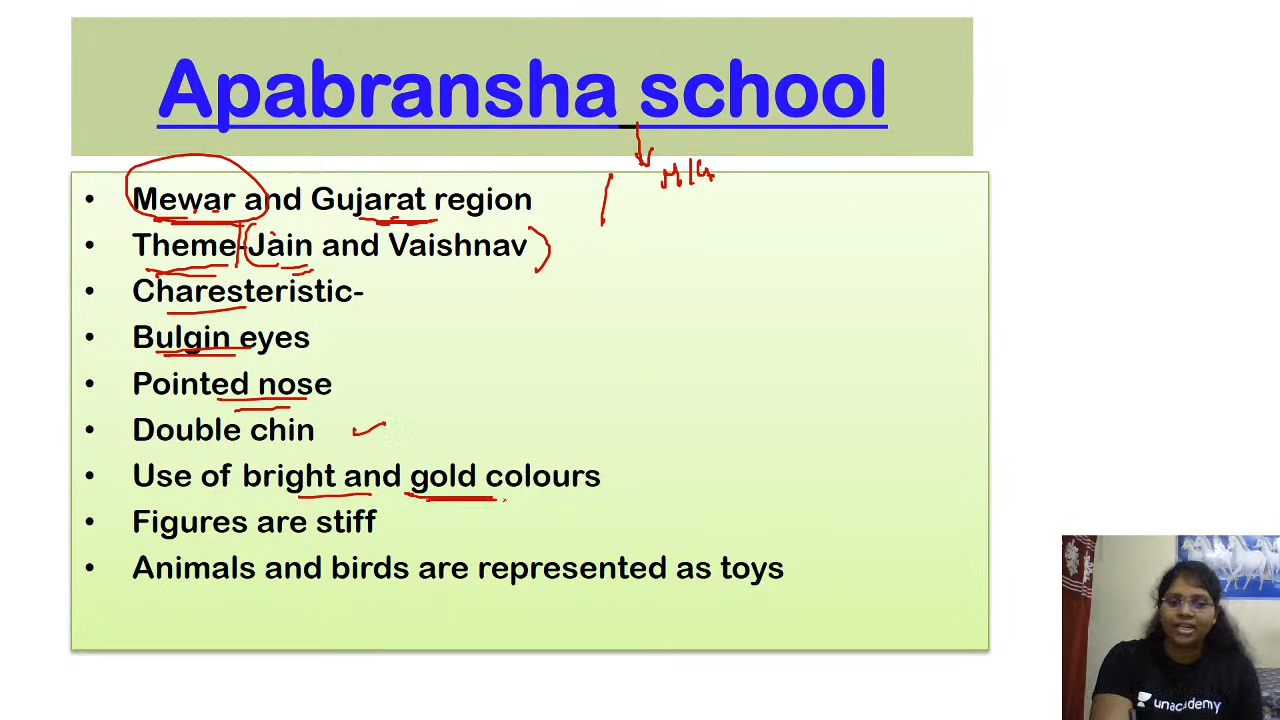 Apabransha school
M/G
• Mewar and Gujarat region
• Theme-Jain and Vaishnav
• Charesteristic-
• Bulgin eyes
• Pointed nose
• Double chin
• Use of bright and gold colours
• Figures are stiff
• Animals and birds are represented as toys
unacademy